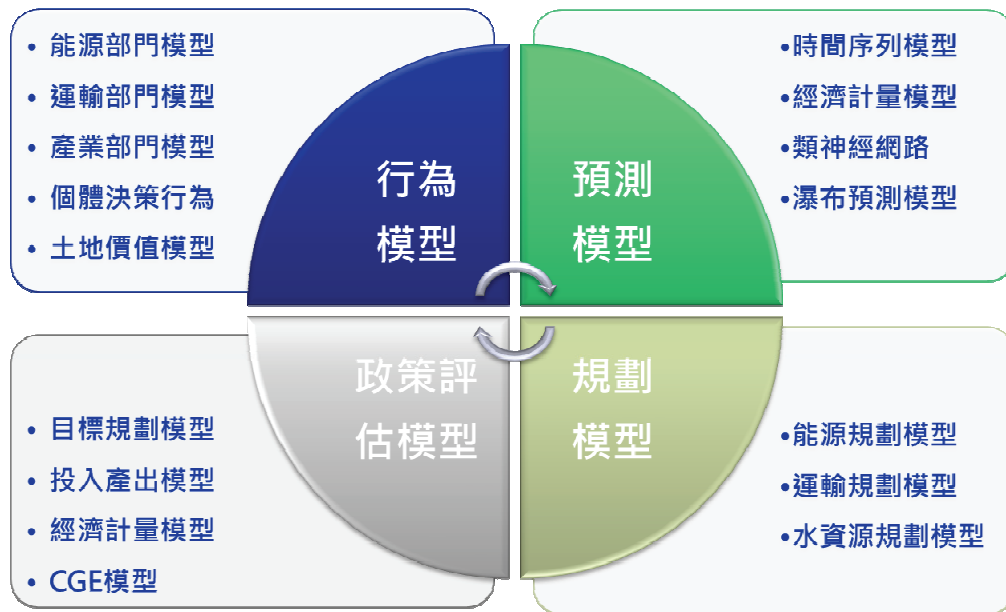 能源部門模型
運輸部門模型
產業部門模型
個體決策行為
土地價值模型
行為
模型
預測
模型
時間序列模型
經濟計量模型
類神經網路
瀑布預測模型
目標規劃模型
投入產出模型
經濟計量模型
CGE模型
政策評
估模型
規劃
模型
能源規劃模型
運輸規劃模型
水資源規劃模型